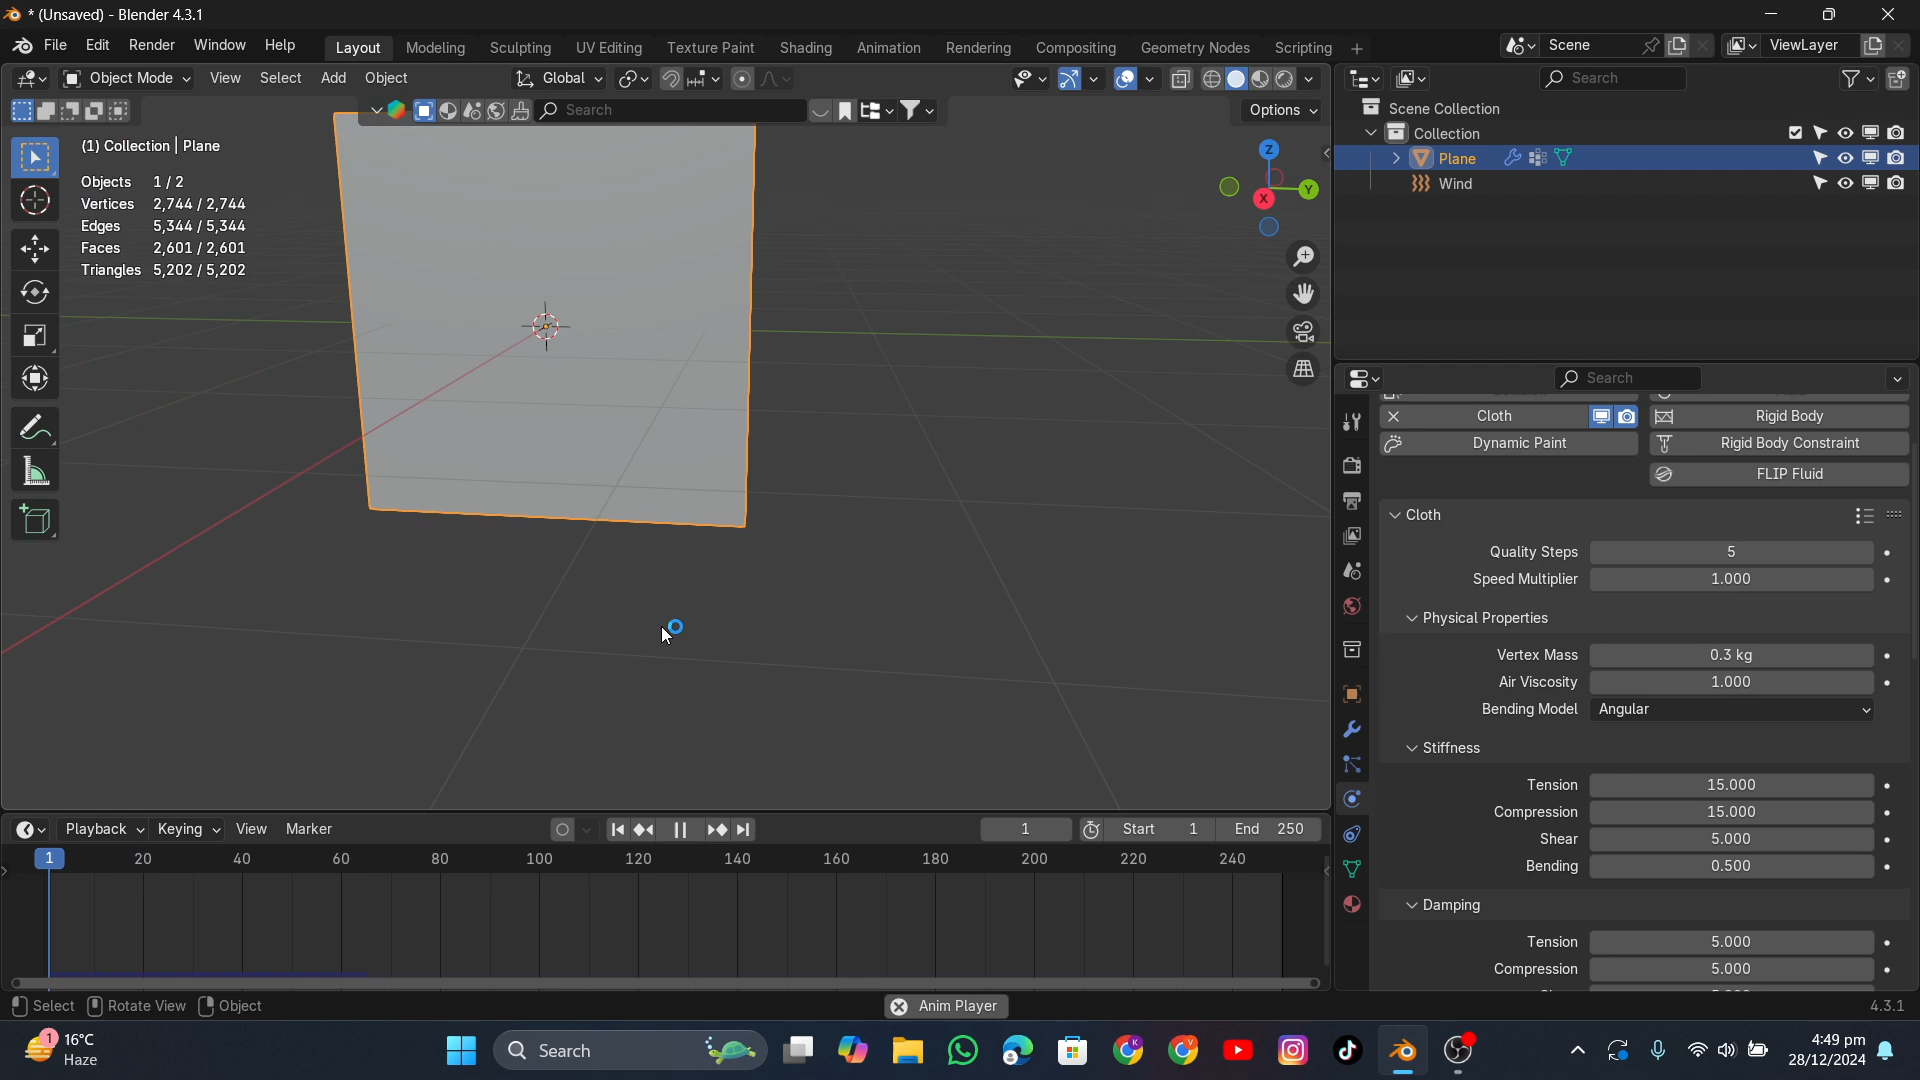 * (Unsaved) - Blender 4.3.1
File Edit Render Window Help Layout Modeling Sculpting UV Editing Texture Paint Shading Animation Rendering Compositing Geometry Nodes Scripting Scene ViewLayer
Object Mode View Select Add Object Global Search
Search Options
Scene Collection
Collection
Plane
Wind
(1) Collection | Plane
Objects 1/2
Vertices 2,744 / 2,744
Edges 5,344 / 5,344
Faces 2,601 / 2,601
Triangles 5,202 / 5,202
Z
Y
X
Search
Cloth Rigid Body
Dynamic Paint Rigid Body Constraint
FLIP Fluid
Cloth
Quality Steps 5
Speed Multiplier 1.000
Physical Properties
Vertex Mass 0.3 kg
Air Viscosity 1.000
Bending Model Angular
Stiffness
Tension 15.000
Compression 15.000
Shear 5.000
Bending 0.500
Damping
Tension 5.000
Compression 5.000
Playback Keying View Marker 1 Start 1 End 250
1 20 40 60 80 100 120 140 160 180 200 220 240
Select Rotate View Object Anim Player 4.3.1
1 16°C
Haze
Search
4:49 pm
28/12/2024